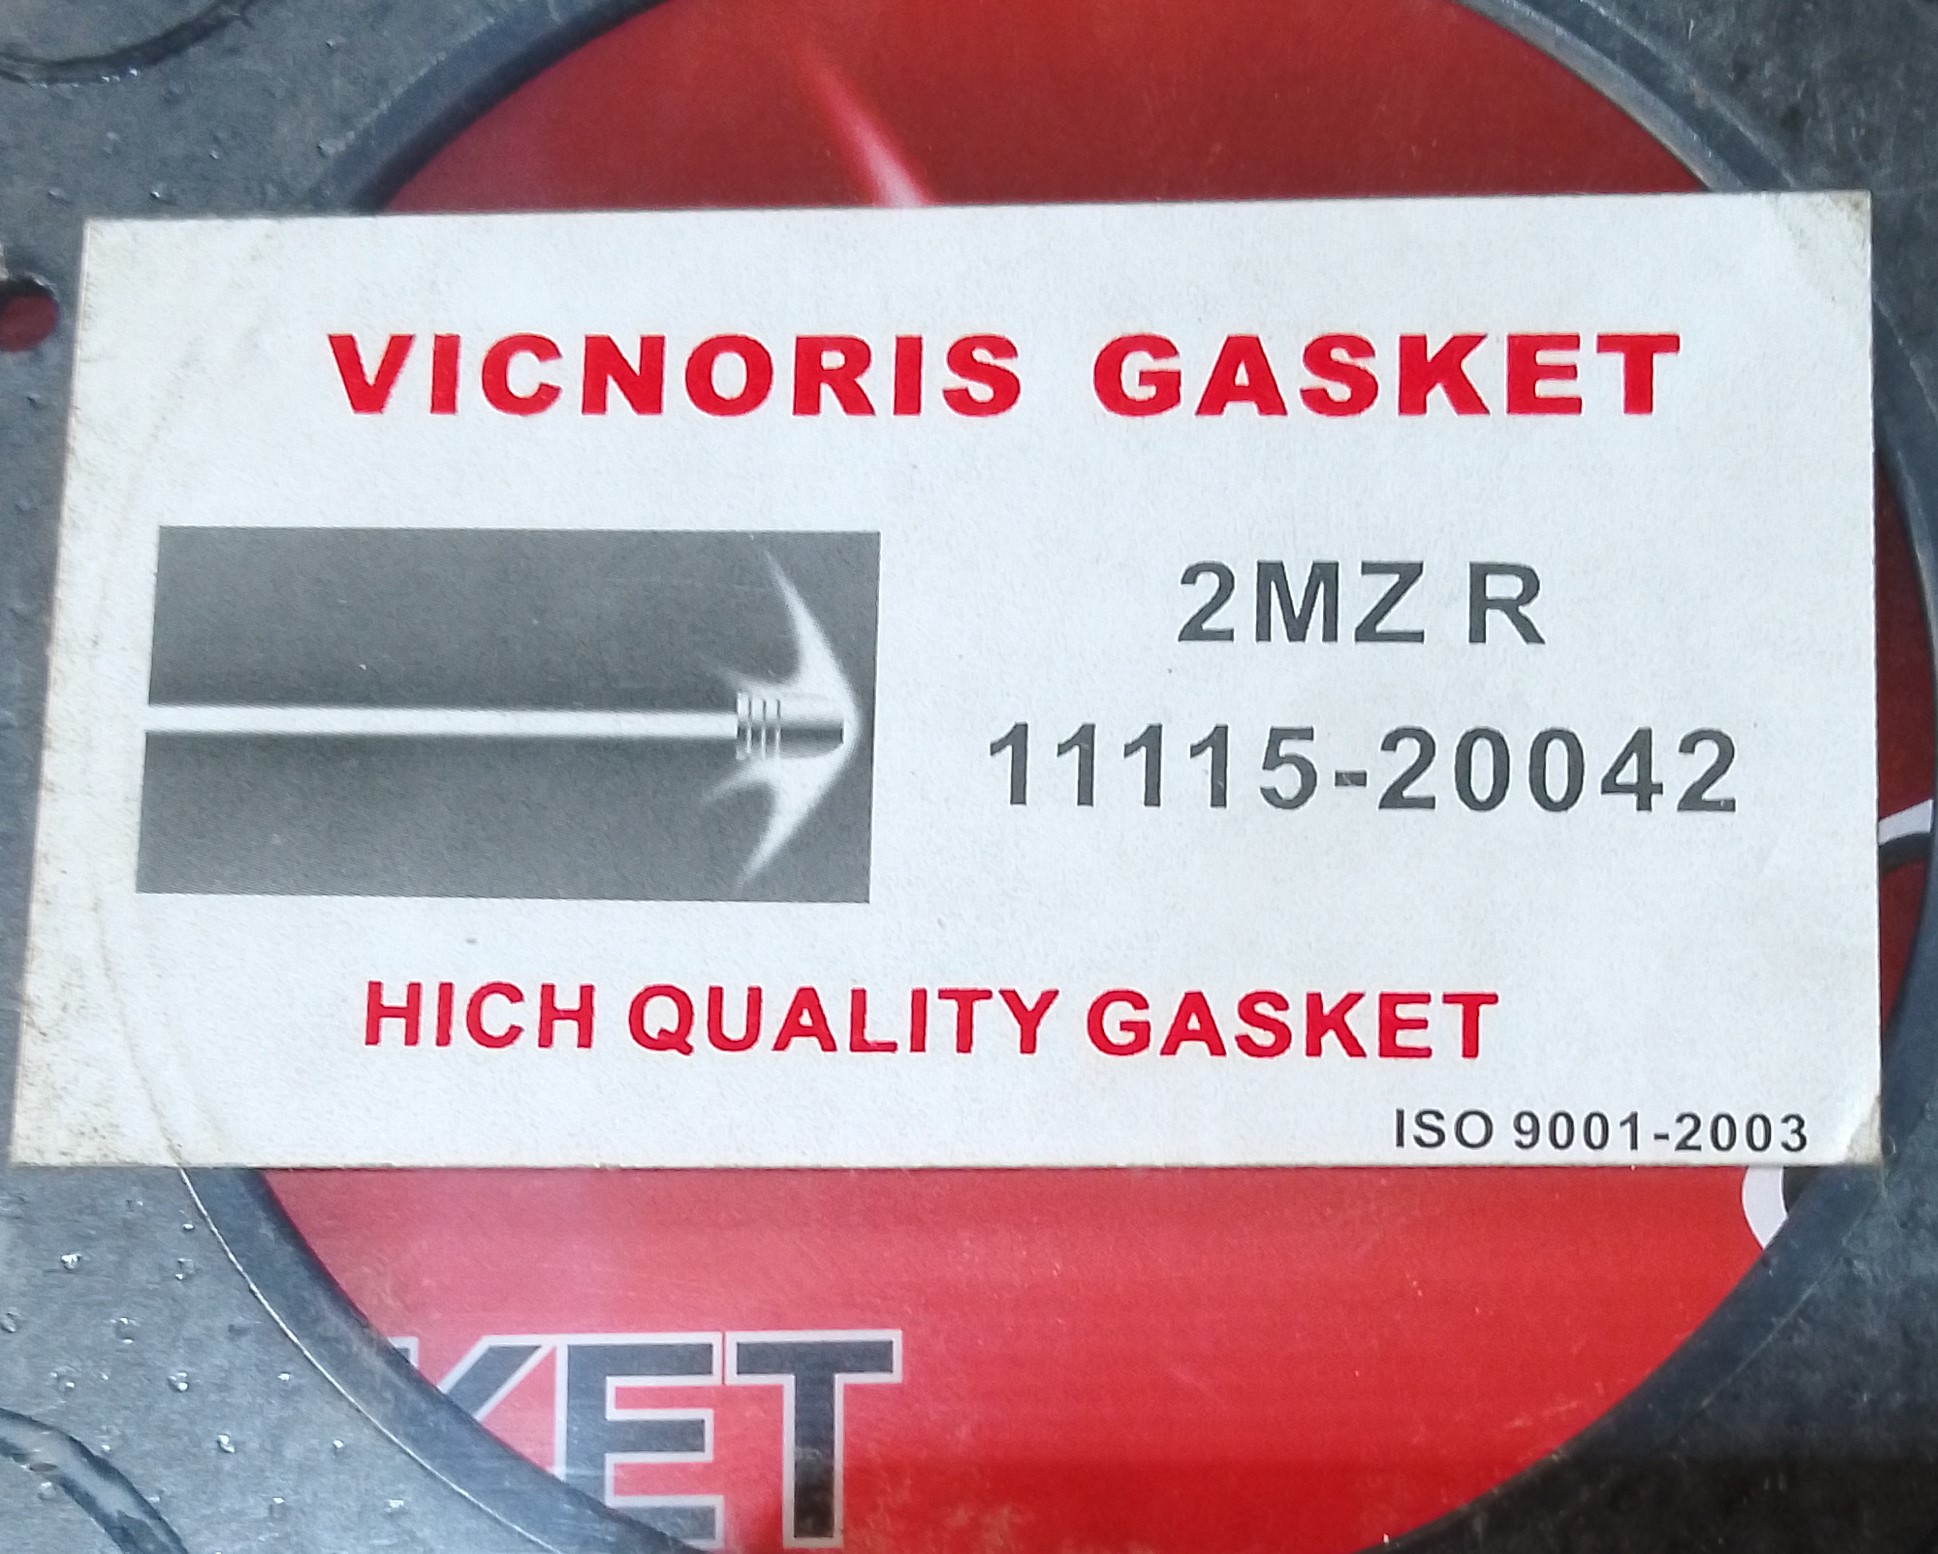 VICNORIS GASKET
2MZ R
11115-20042
HICH QUALITY GASKET
ISO 9001-2003
KET